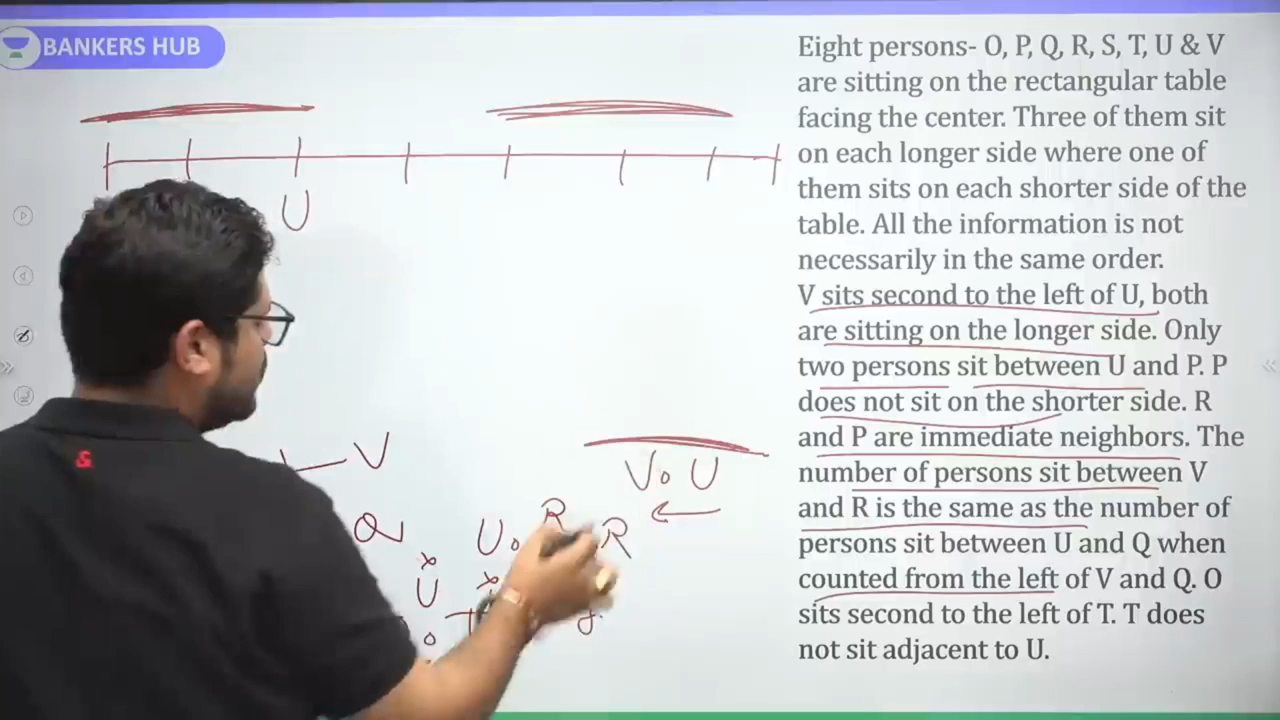 BANKERS HUB
Eight persons- O, P, Q, R, S, T, U & V
are sitting on the rectangular table
facing the center. Three of them sit
on each longer side where one of
them sits on each shorter side of the
table. All the information is not
necessarily in the same order.
V sits second to the left of U, both
are sitting on the longer side. Only
two persons sit between U and P. P
does not sit on the shorter side. R
and P are immediate neighbors. The
number of persons sit between V
and R is the same as the number of
persons sit between U and Q when
counted from the left of V and Q. O
sits second to the left of T. T does
not sit adjacent to U.
U
V
V o U
Q
U o R
R
U